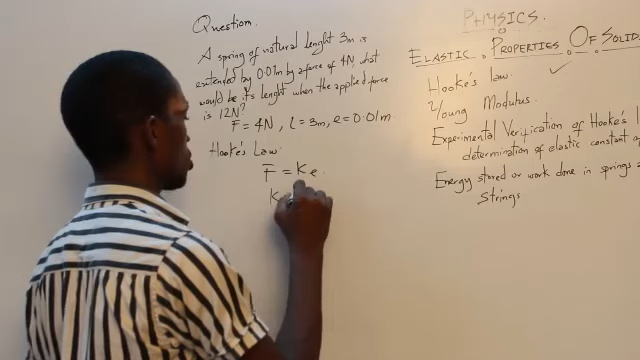 Question.
A spring of natural lenght 3m is
extended by 0.01m by a force of 4N, what
would be it's lenght when the applied force
is 12N?
F = 4N, l = 3m, e = 0.01m.
Hooke's Law.
F = Ke.
K
PHYSICS.
ELASTIC PROPERTIES OF SOLID
Hooke's law. ✓
Young Modulus.
Experimental Verification of Hooke's
determination of elastic constant
Energy stored or work done in springs
Strings